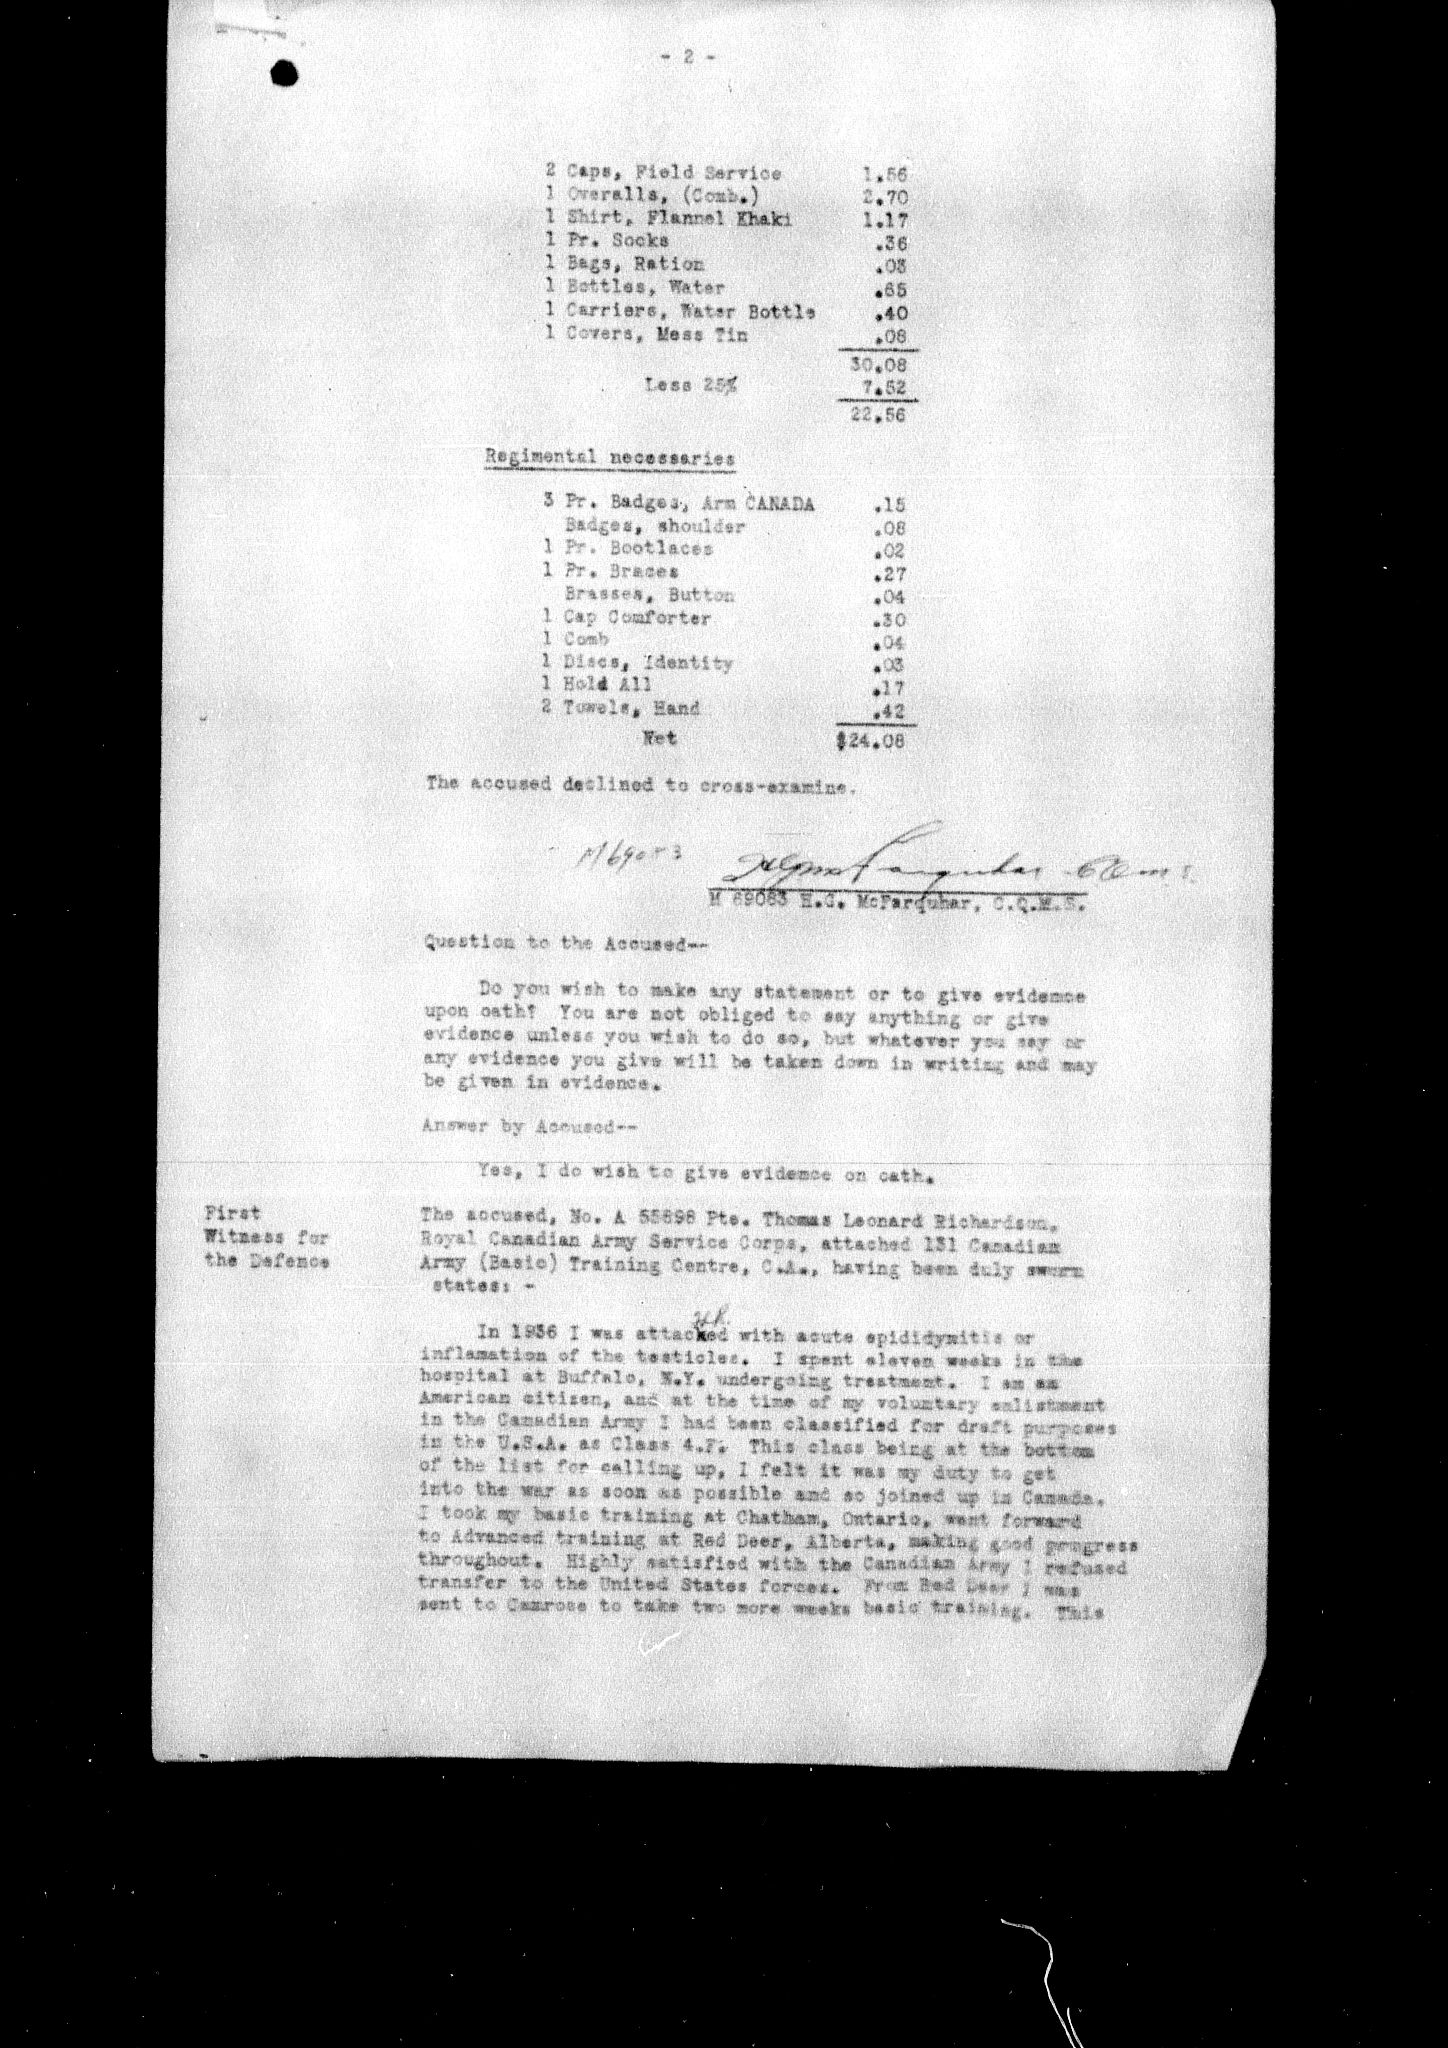 - 2 -
2 Caps, Field Service 1.56
1 Overalls, (Comb.) 2.70
1 Shirt, Flannel Khaki 1.17
1 Pr. Socks .36
1 Bags, Ration .03
1 Bottles, Water .65
1 Carriers, Water Bottle .40
1 Covers, Mess Tin .08
30.08
Less 25% 7.52
22.56
Regimental necessaries
3 Pr. Badges, Arm CANADA .15
Badges, shoulder .08
1 Pr. Bootlaces .02
1 Pr. Braces .27
Brasses, Button .04
1 Cap Comforter .30
1 Comb .04
1 Discs, Identity .03
1 Hold All .17
2 Towels, Hand .42
Net $24.08
The accused declined to cross-examine.
M69083
M 69083 H.G. McFarquhar, C.Q.M.S.
Question to the Accused--
Do you wish to make any statement or to give evidence
upon oath? You are not obliged to say anything or give
evidence unless you wish to do so, but whatever you say or
any evidence you give will be taken down in writing and may
be given in evidence.
Answer by Accused--
Yes, I do wish to give evidence on oath.
First
Witness for
the Defence
The accused, No. A 55698 Pte. Thomas Leonard Richardson,
Royal Canadian Army Service Corps, attached 131 Canadian
Army (Basic) Training Centre, C.A., having been duly sworn
states: -
In 1936 I was attacked with acute epididymitis or
inflamation of the testicles. I spent eleven weeks in the
hospital at Buffalo, N.Y. undergoing treatment. I am an
American citizen, and at the time of my voluntary enlistment
in the Canadian Army I had been classified for draft purposes
in the U.S.A. as Class 4.F. This class being at the bottom
of the list for calling up, I felt it was my duty to get
into the war as soon as possible and so joined up in Canada.
I took my basic training at Chatham, Ontario, went forward
to Advanced training at Red Deer, Alberta, making good progress
throughout. Highly satisfied with the Canadian Army I refused
transfer to the United States forces. From Red Deer I was
sent to Camrose to take two more weeks basic training. This